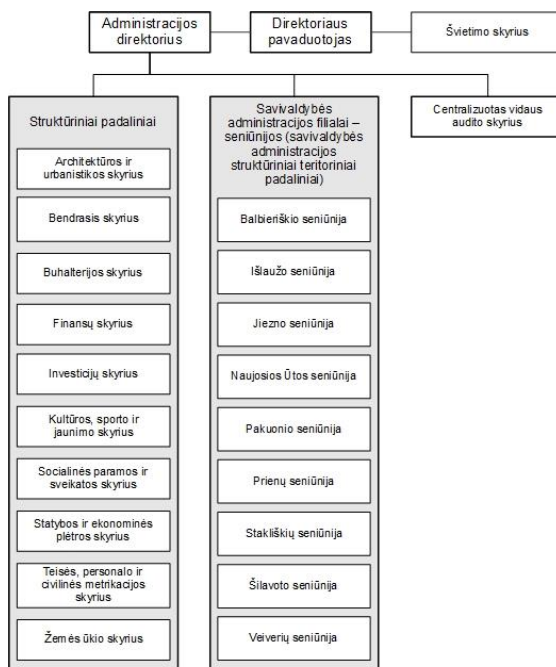 Administracijos
direktorius
Direktoriaus
pavaduotojas
Švietimo skyrius
Struktūriniai padaliniai
Architektūros ir
urbanistikos skyrius
Bendrasis skyrius
Buhalterijos skyrius
Finansų skyrius
Investicijų skyrius
Kultūros, sporto ir
jaunimo skyrius
Socialinės paramos ir
sveikatos skyrius
Statybos ir ekonominės
plėtros skyrius
Teisės, personalo ir
civilinės metrikacijos
skyrius
Žemės ūkio skyrius
Savivaldybės
administracijos filialai –
seniūnijos (savivaldybės
administracijos
struktūriniai teritoriniai
padaliniai)
Balbieriškio seniūnija
Išlaužo seniūnija
Jiezno seniūnija
Naujosios Ūtos seniūnija
Pakuonio seniūnija
Prienų seniūnija
Stakliškių seniūnija
Šilavoto seniūnija
Veiverių seniūnija
Centralizuotas vidaus
audito skyrius